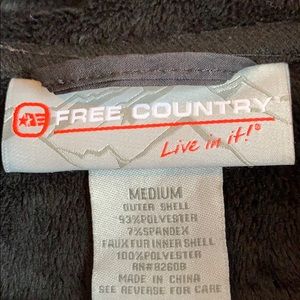 FREE COUNTRY
Live in it!®
MEDIUM
OUTER SHELL
93%POLYESTER
7%SPANDEX
FAUX FUR INNER SHELL
100%POLYESTER
RN#82608
MADE IN CHINA
SEE REVERSE FOR CARE